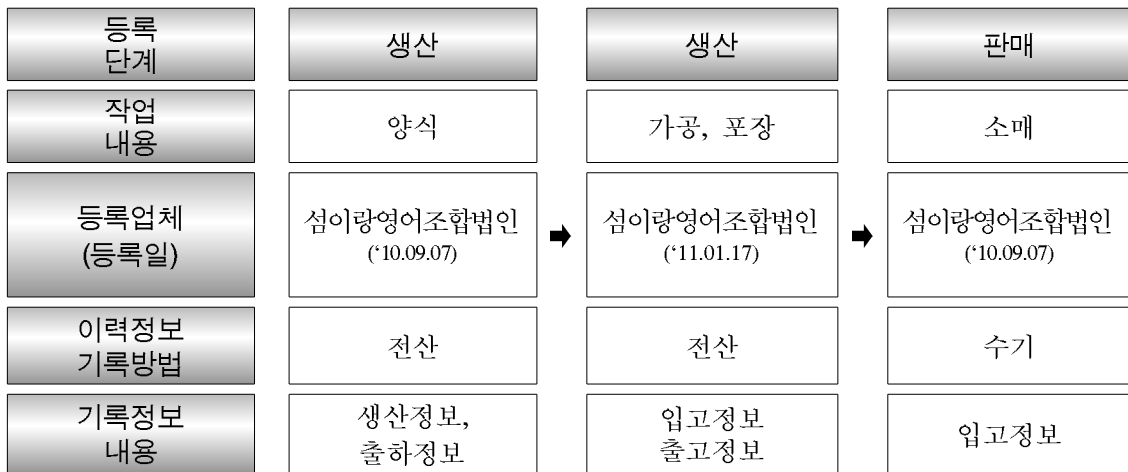 등록
단계
생산
생산
판매
작업
내용
양식
가공, 포장
소매
등록업체
(등록일)
섬이랑영어조합법인
(‘10.09.07)
섬이랑영어조합법인
(‘11.01.17)
섬이랑영어조합법인
(‘10.09.07)
이력정보
기록방법
전산
전산
수기
기록정보
내용
생산정보,
출하정보
입고정보
출고정보
입고정보